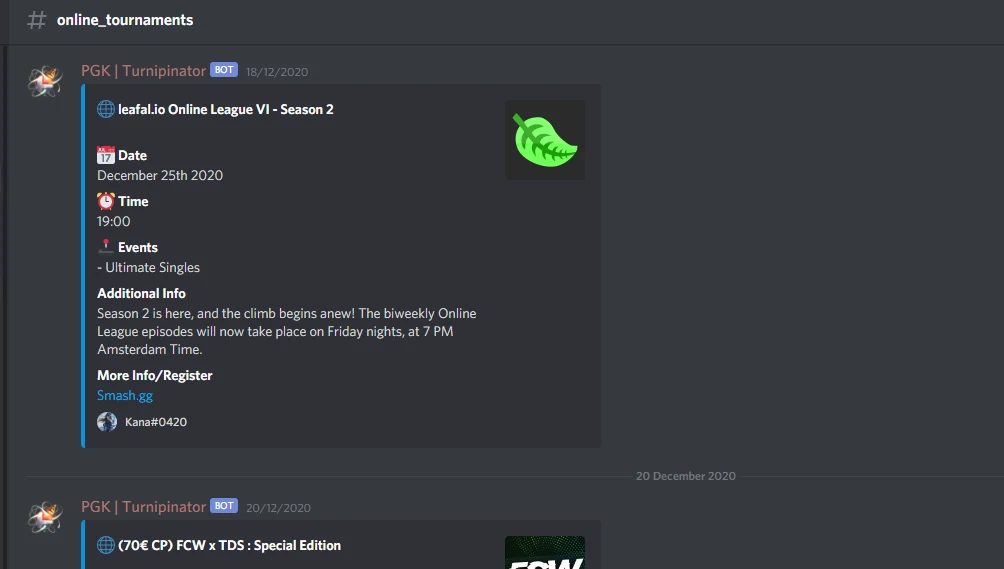 # online_tournaments
PGK | Turnipinator BOT 18/12/2020
leafal.io Online League VI - Season 2
JUL 17 Date
December 25th 2020
Time
19:00
Events
- Ultimate Singles
Additional Info
Season 2 is here, and the climb begins anew! The biweekly Online
League episodes will now take place on Friday nights, at 7 PM
Amsterdam Time.
More Info/Register
Smash.gg
Kana#0420
20 December 2020
PGK | Turnipinator BOT 20/12/2020
(70€ CP) FCW x TDS : Special Edition
FCW